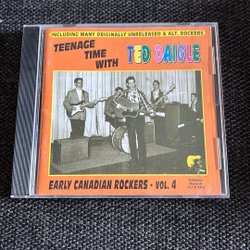 INCLUDING MANY ORIGINALLY UNRELEASED & ALT. ROCKERS
TEENAGE
TIME
WITH
TED DAIGLE
EARLY CANADIAN ROCKERS - VOL. 4